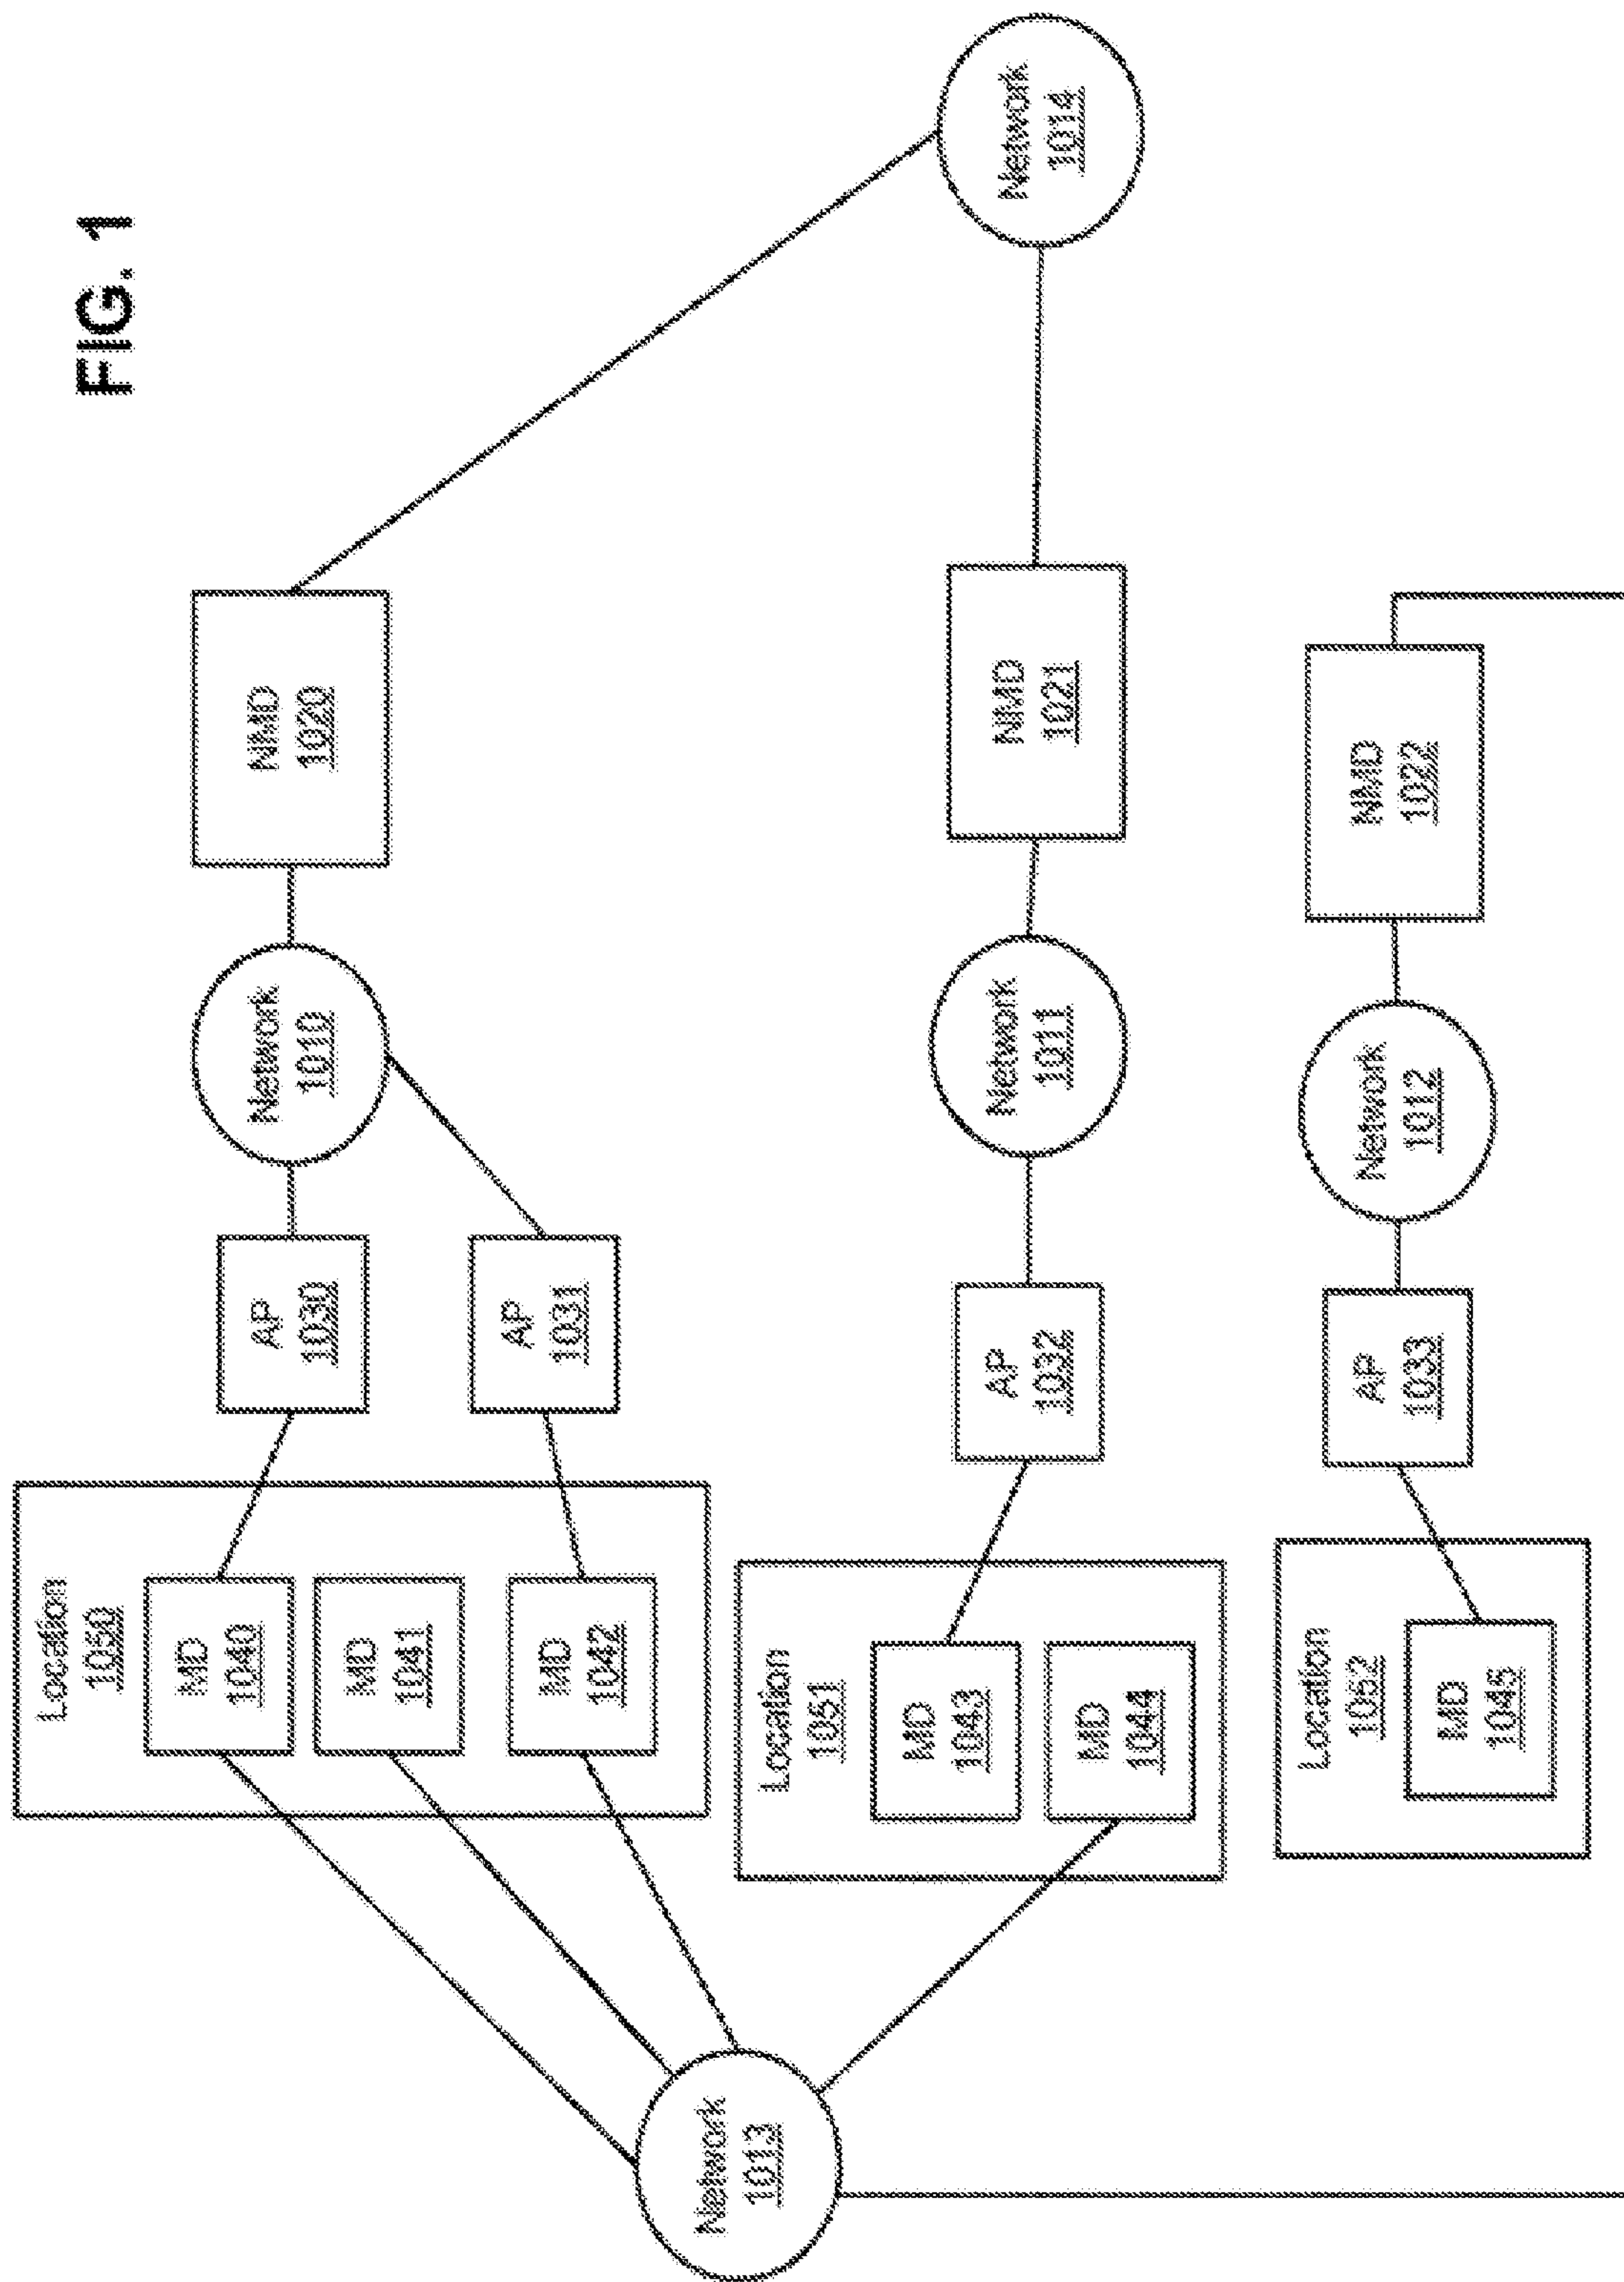 FIG. 1
Location
1050
MD
1040
MD
1041
MD
1042
AP
1030
AP
1031
Network
1010
NMD
1020
Network
1013
Location
1051
MD
1043
MD
1044
AP
1032
Network
1011
NMD
1021
Network
1014
Location
1052
MD
1045
AP
1033
Network
1012
NMD
1022